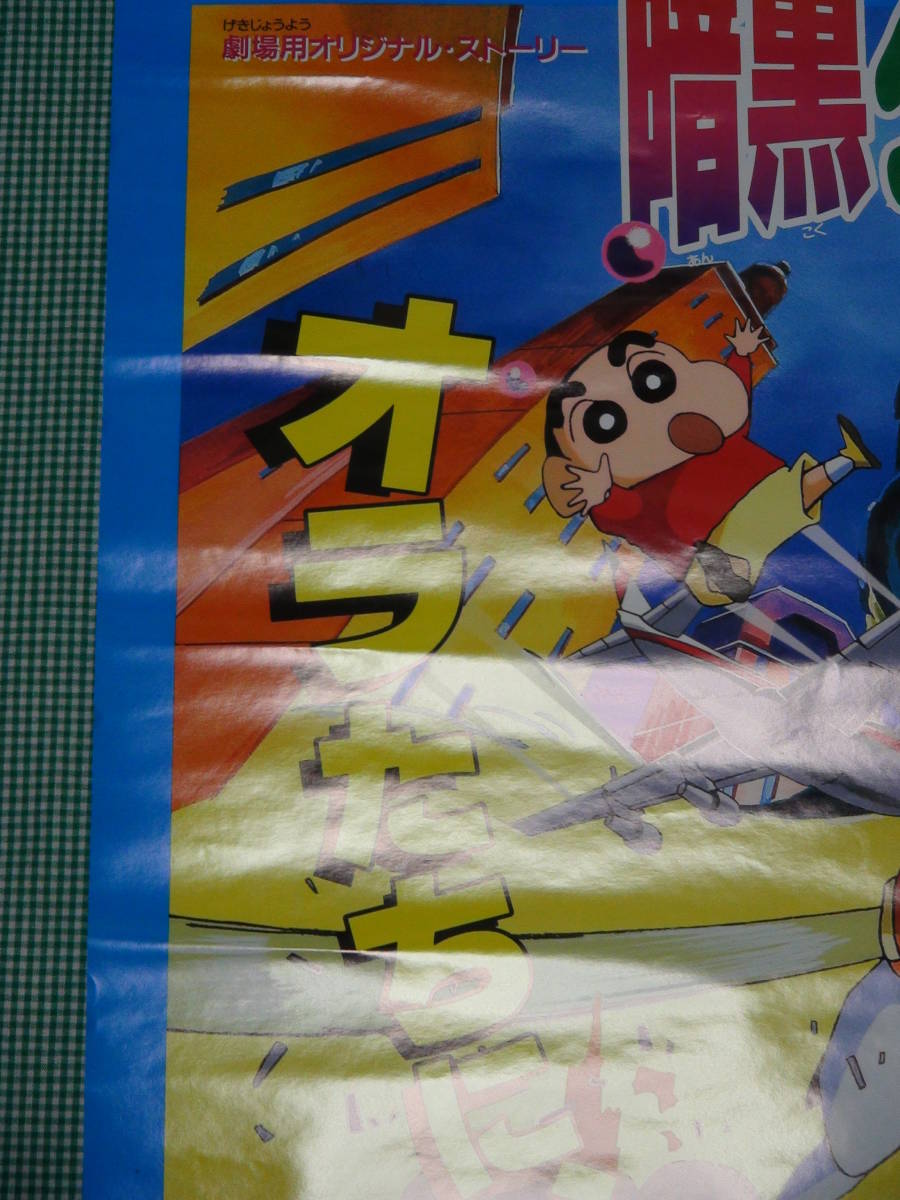 げきじょうよう
劇場用オリジナル・ストーリー
暗黒
あん
こく
オラたちに